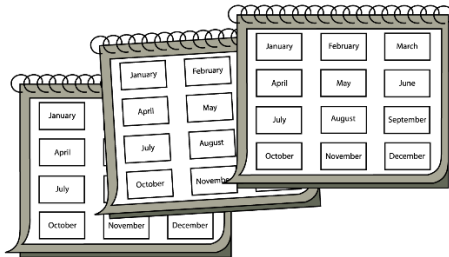 January February March
April May June
July August September
October November December
January February
April May
July August
October November
January
April
July
October November December